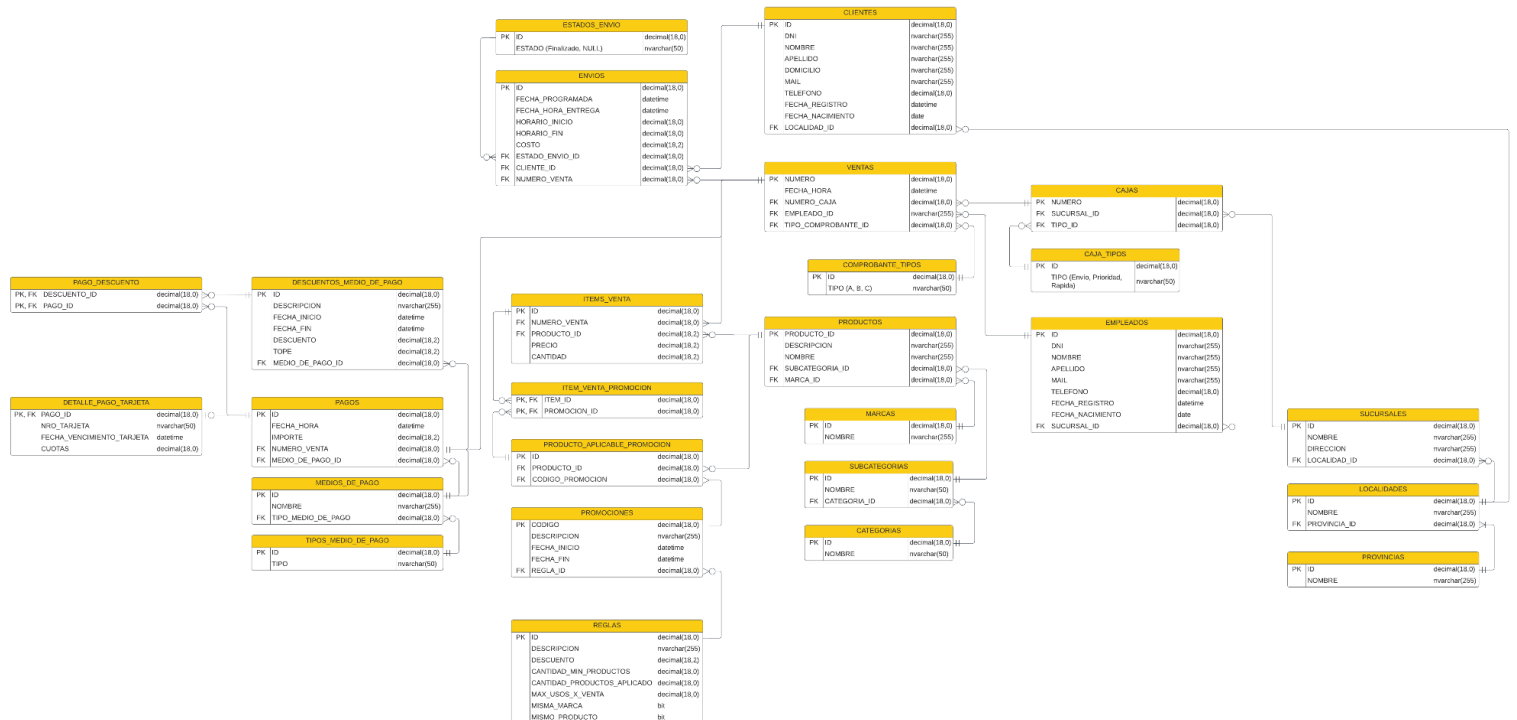 ESTADOS_ENVIO
PK ID decimal(18,0)
ESTADO (Finalizado, NULL) nvarchar(50)
ENVIOS
PK ID decimal(18,0)
FECHA_PROGRAMADA datetime
FECHA_HORA_ENTREGA datetime
HORARIO_INICIO decimal(18,0)
HORARIO_FIN decimal(18,0)
COSTO decimal(18,2)
FK ESTADO_ENVIO_ID decimal(18,0)
FK CLIENTE_ID decimal(18,0)
FK NUMERO_VENTA decimal(18,0)
CLIENTES
PK ID decimal(18,0)
DNI nvarchar(255)
NOMBRE nvarchar(255)
APELLIDO nvarchar(255)
DOMICILIO nvarchar(255)
MAIL nvarchar(255)
TELEFONO decimal(18,0)
FECHA_REGISTRO datetime
FECHA_NACIMIENTO date
FK LOCALIDAD_ID decimal(18,0)
VENTAS
PK NUMERO decimal(18,0)
FECHA_HORA datetime
FK NUMERO_CAJA decimal(18,0)
FK EMPLEADO_ID nvarchar(255)
FK TIPO_COMPROBANTE_ID decimal(18,0)
CAJAS
PK NUMERO decimal(18,0)
FK SUCURSAL_ID decimal(18,0)
FK TIPO_ID decimal(18,0)
CAJA_TIPOS
PK ID decimal(18,0)
TIPO (Envio, Prioridad, Rapida) nvarchar(50)
COMPROBANTE_TIPOS
PK ID decimal(18,0)
TIPO (A, B, C) nvarchar(50)
PAGO_DESCUENTO
PK, FK DESCUENTO_ID decimal(18,0)
PK, FK PAGO_ID decimal(18,0)
DESCUENTOS_MEDIO_DE_PAGO
PK ID decimal(18,0)
DESCRIPCION nvarchar(255)
FECHA_INICIO datetime
FECHA_FIN datetime
DESCUENTO decimal(18,2)
TOPE decimal(18,2)
FK MEDIO_DE_PAGO_ID decimal(18,0)
ITEMS_VENTA
PK ID decimal(18,0)
FK NUMERO_VENTA decimal(18,0)
FK PRODUCTO_ID decimal(18,2)
PRECIO decimal(18,2)
CANTIDAD decimal(18,2)
PRODUCTOS
PK PRODUCTO_ID decimal(18,0)
DESCRIPCION nvarchar(255)
NOMBRE nvarchar(255)
FK SUBCATEGORIA_ID decimal(18,0)
FK MARCA_ID decimal(18,0)
EMPLEADOS
PK ID decimal(18,0)
DNI nvarchar(255)
NOMBRE nvarchar(255)
APELLIDO nvarchar(255)
MAIL nvarchar(255)
TELEFONO decimal(18,0)
FECHA_REGISTRO datetime
FECHA_NACIMIENTO date
FK SUCURSAL_ID decimal(18,0)
DETALLE_PAGO_TARJETA
PK, FK PAGO_ID decimal(18,0)
NRO_TARJETA nvarchar(50)
FECHA_VENCIMIENTO_TARJETA datetime
CUOTAS decimal(18,0)
PAGOS
PK ID decimal(18,0)
FECHA_HORA datetime
IMPORTE decimal(18,2)
FK NUMERO_VENTA decimal(18,0)
FK MEDIO_DE_PAGO_ID decimal(18,0)
ITEM_VENTA_PROMOCION
PK, FK ITEM_ID decimal(18,0)
PK, FK PROMOCION_ID decimal(18,0)
MARCAS
PK ID decimal(18,0)
NOMBRE nvarchar(255)
SUCURSALES
PK ID decimal(18,0)
NOMBRE nvarchar(255)
DIRECCION nvarchar(255)
FK LOCALIDAD_ID decimal(18,0)
PRODUCTO_APLICABLE_PROMOCION
PK ID decimal(18,0)
FK PRODUCTO_ID decimal(18,0)
FK CODIGO_PROMOCION decimal(18,0)
SUBCATEGORIAS
PK ID decimal(18,0)
NOMBRE nvarchar(50)
FK CATEGORIA_ID decimal(18,0)
MEDIOS_DE_PAGO
PK ID decimal(18,0)
NOMBRE nvarchar(255)
FK TIPO_MEDIO_DE_PAGO decimal(18,0)
LOCALIDADES
PK ID decimal(18,0)
NOMBRE nvarchar(255)
FK PROVINCIA_ID decimal(18,0)
PROMOCIONES
PK CODIGO decimal(18,0)
DESCRIPCION nvarchar(255)
FECHA_INICIO datetime
FECHA_FIN datetime
FK REGLA_ID decimal(18,0)
CATEGORIAS
PK ID decimal(18,0)
NOMBRE nvarchar(50)
TIPOS_MEDIO_DE_PAGO
PK ID decimal(18,0)
TIPO nvarchar(50)
PROVINCIAS
PK ID decimal(18,0)
NOMBRE nvarchar(255)
REGLAS
PK ID decimal(18,0)
DESCRIPCION nvarchar(255)
DESCUENTO decimal(18,2)
CANTIDAD_MIN_PRODUCTOS decimal(18,0)
CANTIDAD_PRODUCTOS_APLICADO decimal(18,0)
MAX_USOS_X_VENTA decimal(18,0)
MISMA_MARCA bit
MISMO_PRODUCTO bit